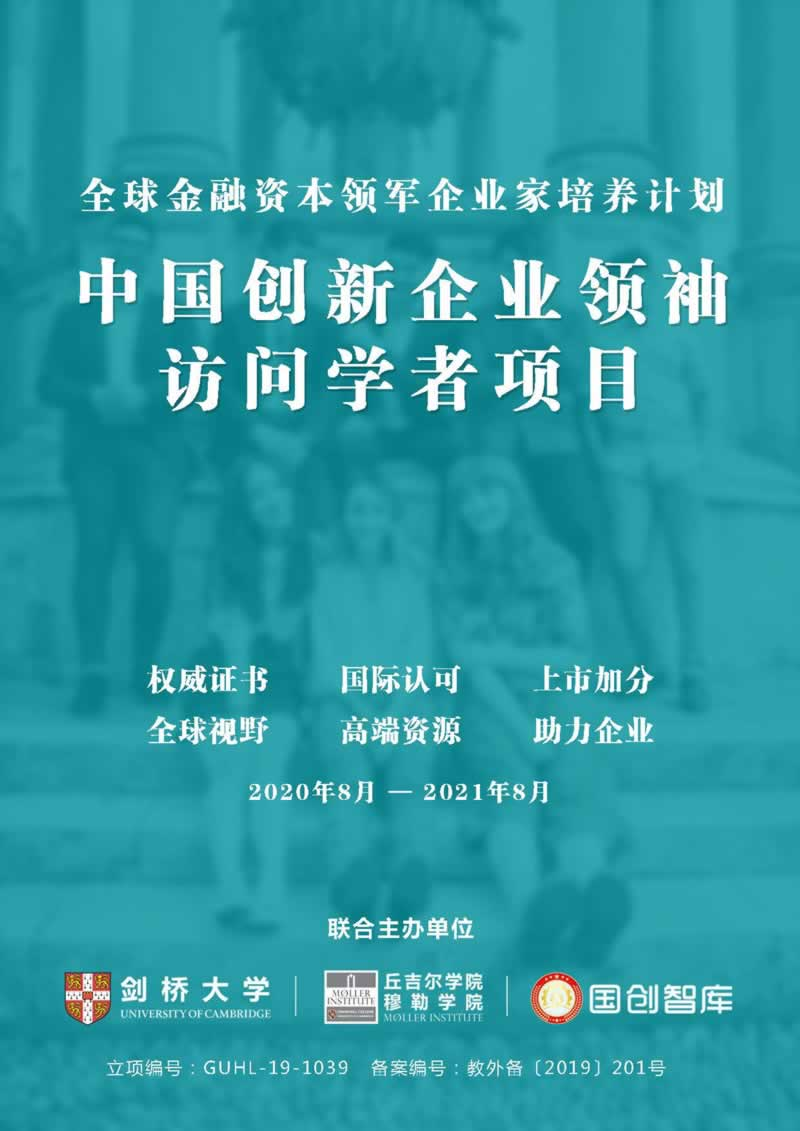 全球金融资本领军企业家培养计划
中国创新企业领袖
访问学者项目
权威证书 国际认可 上市加分
全球视野 高端资源 助力企业
2020年8月 — 2021年8月
联合主办单位
剑桥大学
UNIVERSITY OF CAMBRIDGE
MØLLER
INSTITUTE
丘吉尔学院
穆勒学院
MØLLER INSTITUTE
国创智库
立项编号：GUHL-19-1039 备案编号：教外备〔2019〕201号